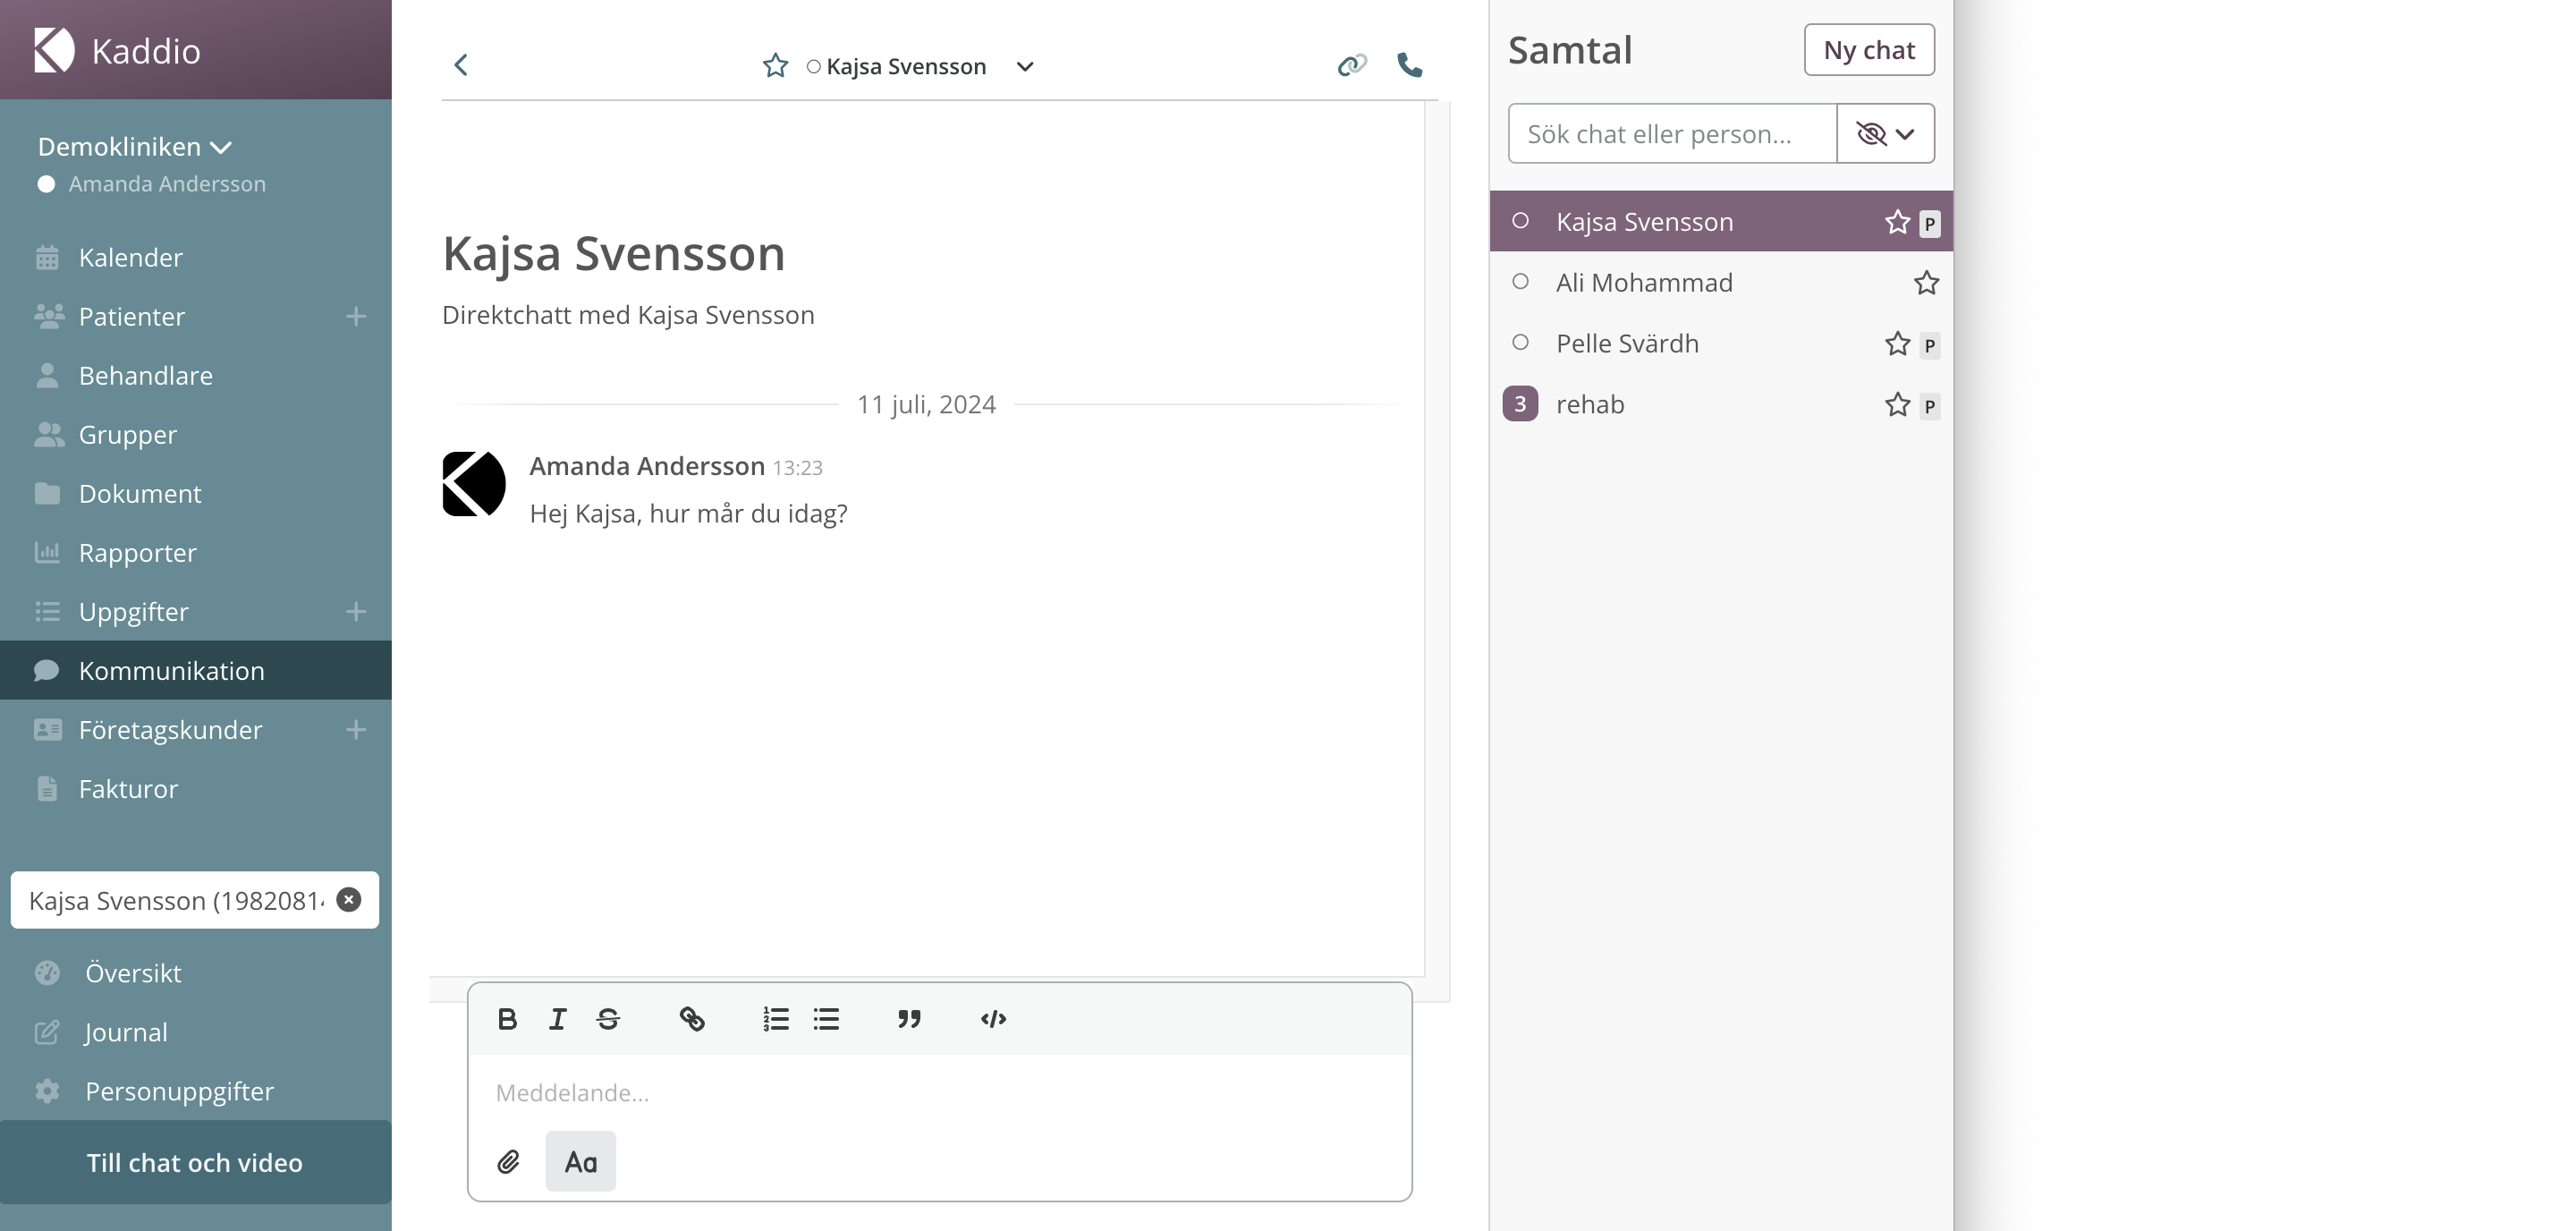 Kaddio
Demokliniken
Amanda Andersson
Kalender
Patienter
Behandlare
Grupper
Dokument
Rapporter
Uppgifter
Kommunikation
Företagskunder
Fakturor
Kajsa Svensson (1982081
Översikt
Journal
Personuppgifter
Till chat och video
Kajsa Svensson
Kajsa Svensson
Direktchatt med Kajsa Svensson
11 juli, 2024
Amanda Andersson 13:23
Hej Kajsa, hur mår du idag?
B I S
Meddelande...
Aa
Samtal
Ny chat
Sök chat eller person...
Kajsa Svensson P
Ali Mohammad
Pelle Svärdh P
3 rehab P